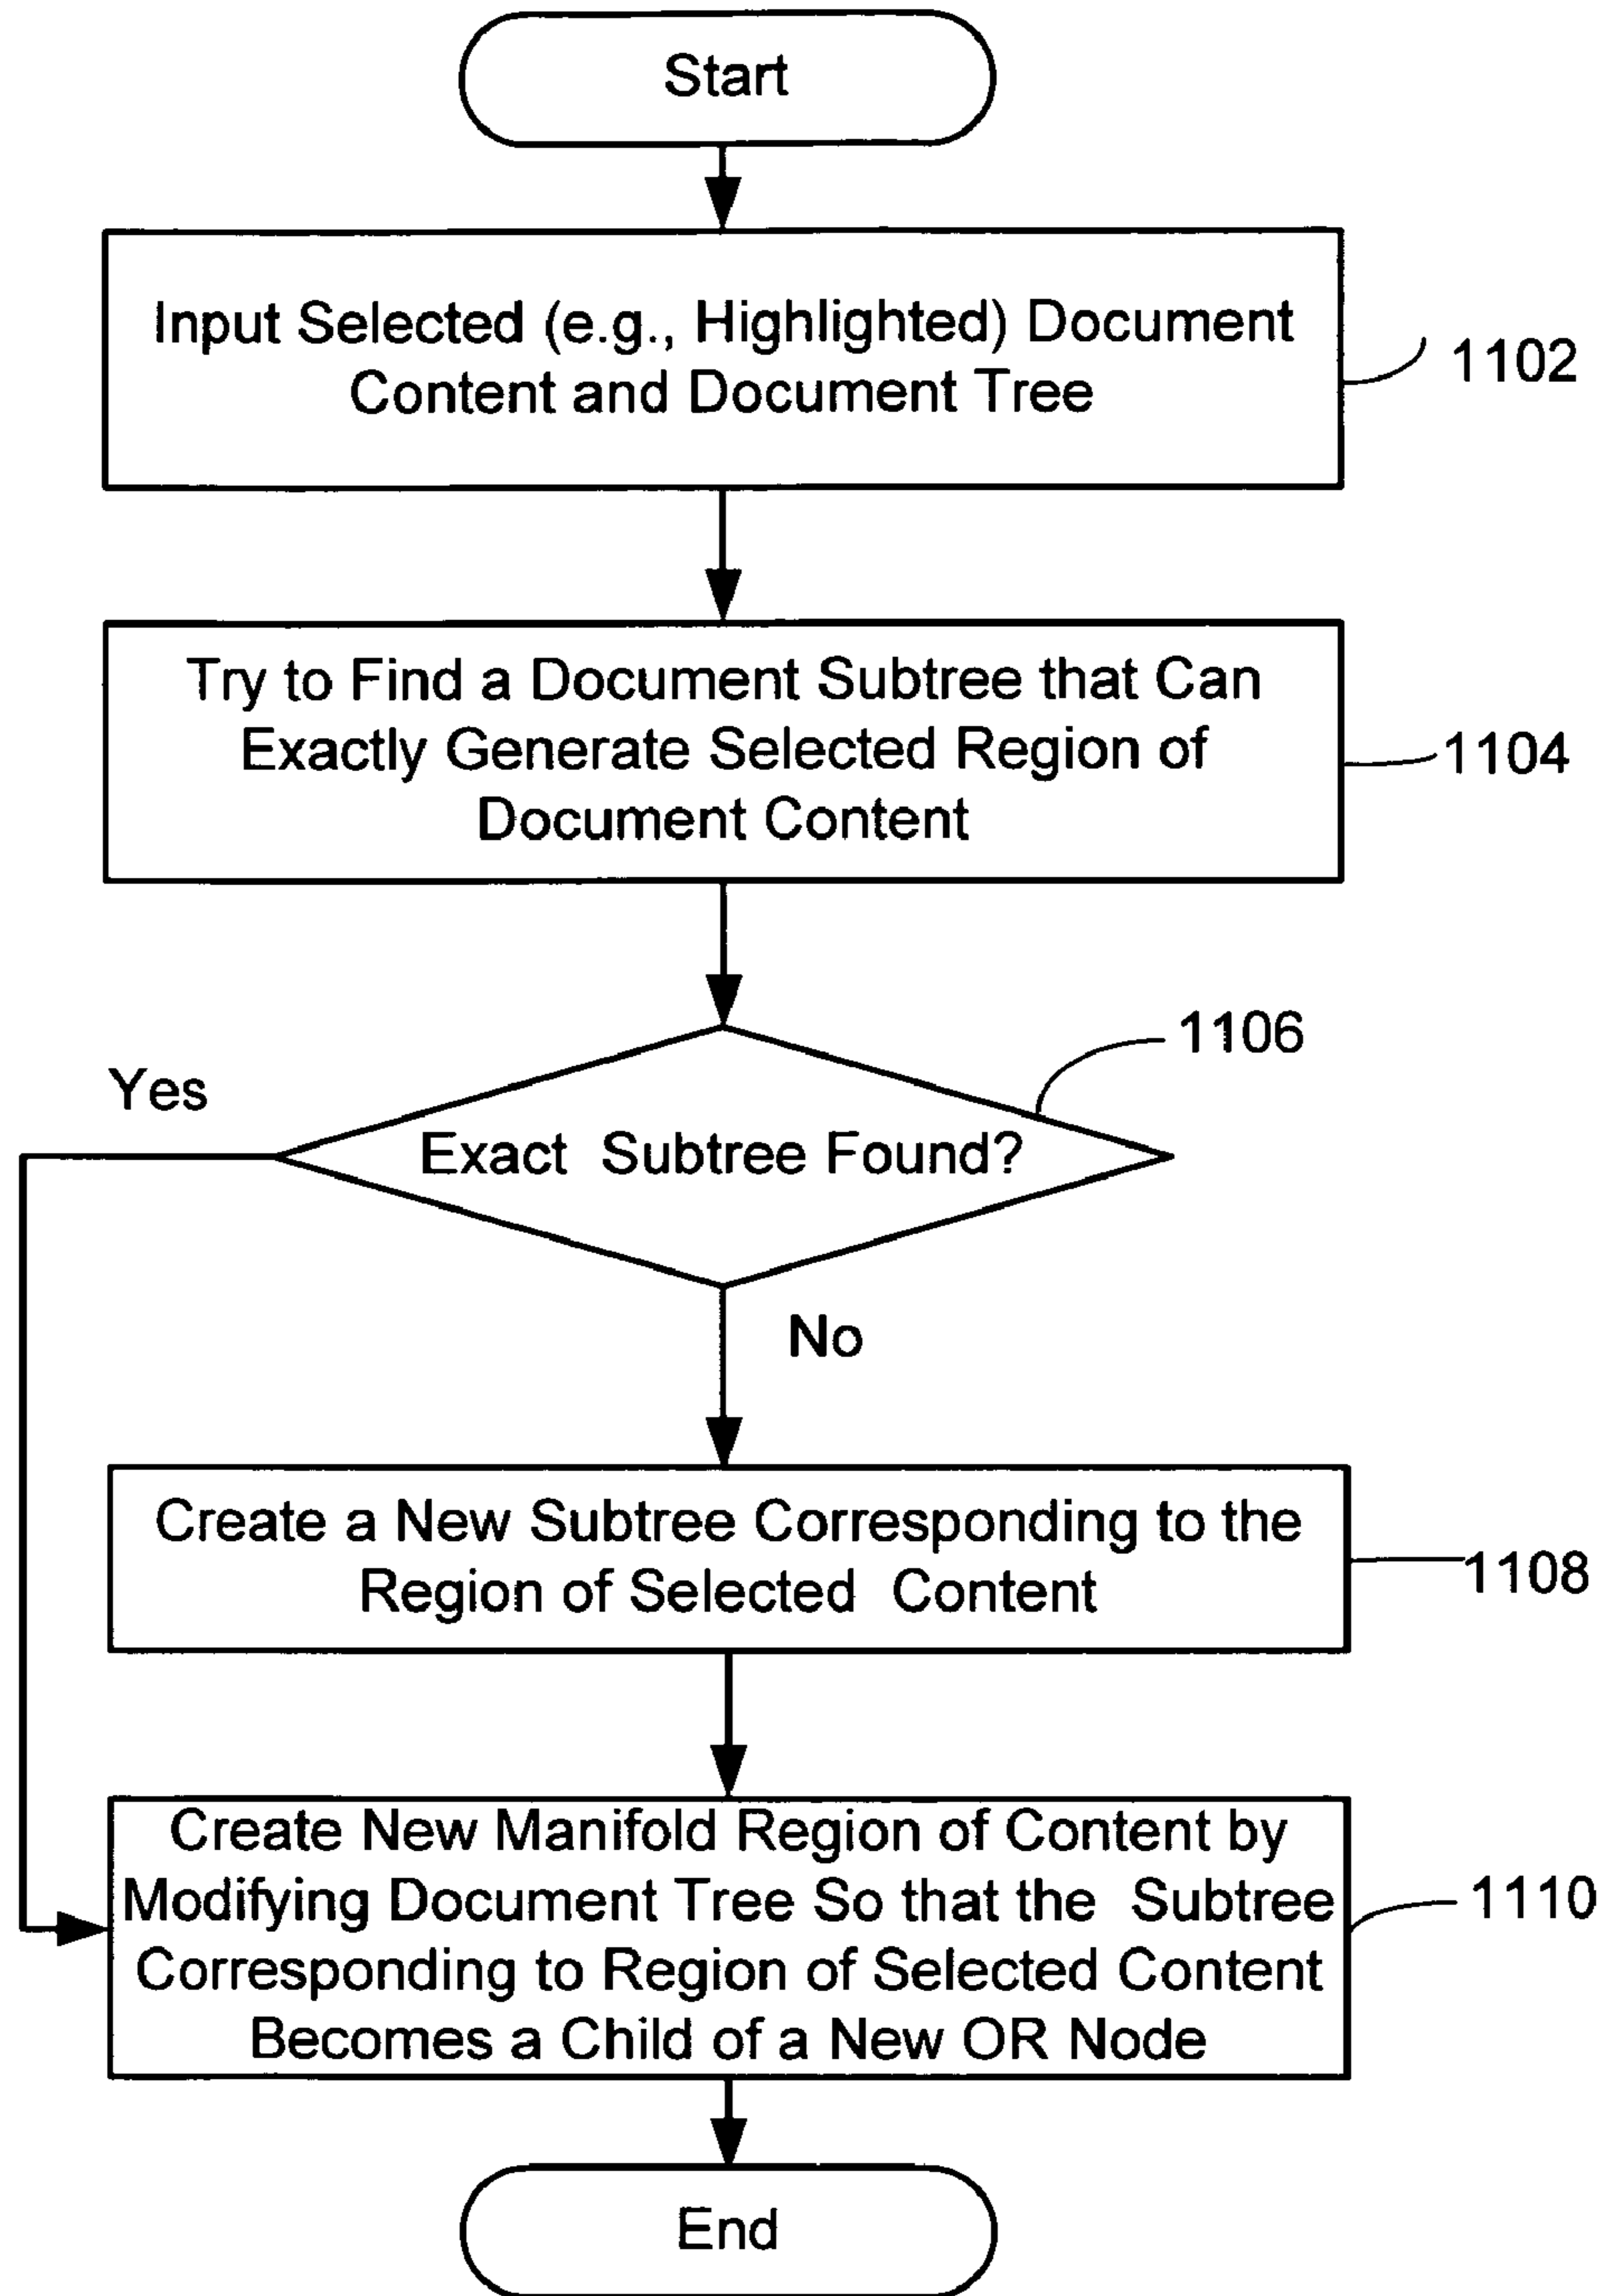 Start
Input Selected (e.g., Highlighted) Document
Content and Document Tree
1102
Try to Find a Document Subtree that Can
Exactly Generate Selected Region of
Document Content
1104
1106
Yes
Exact Subtree Found?
No
Create a New Subtree Corresponding to the
Region of Selected Content
1108
Create New Manifold Region of Content by
Modifying Document Tree So that the Subtree
Corresponding to Region of Selected Content
Becomes a Child of a New OR Node
1110
End